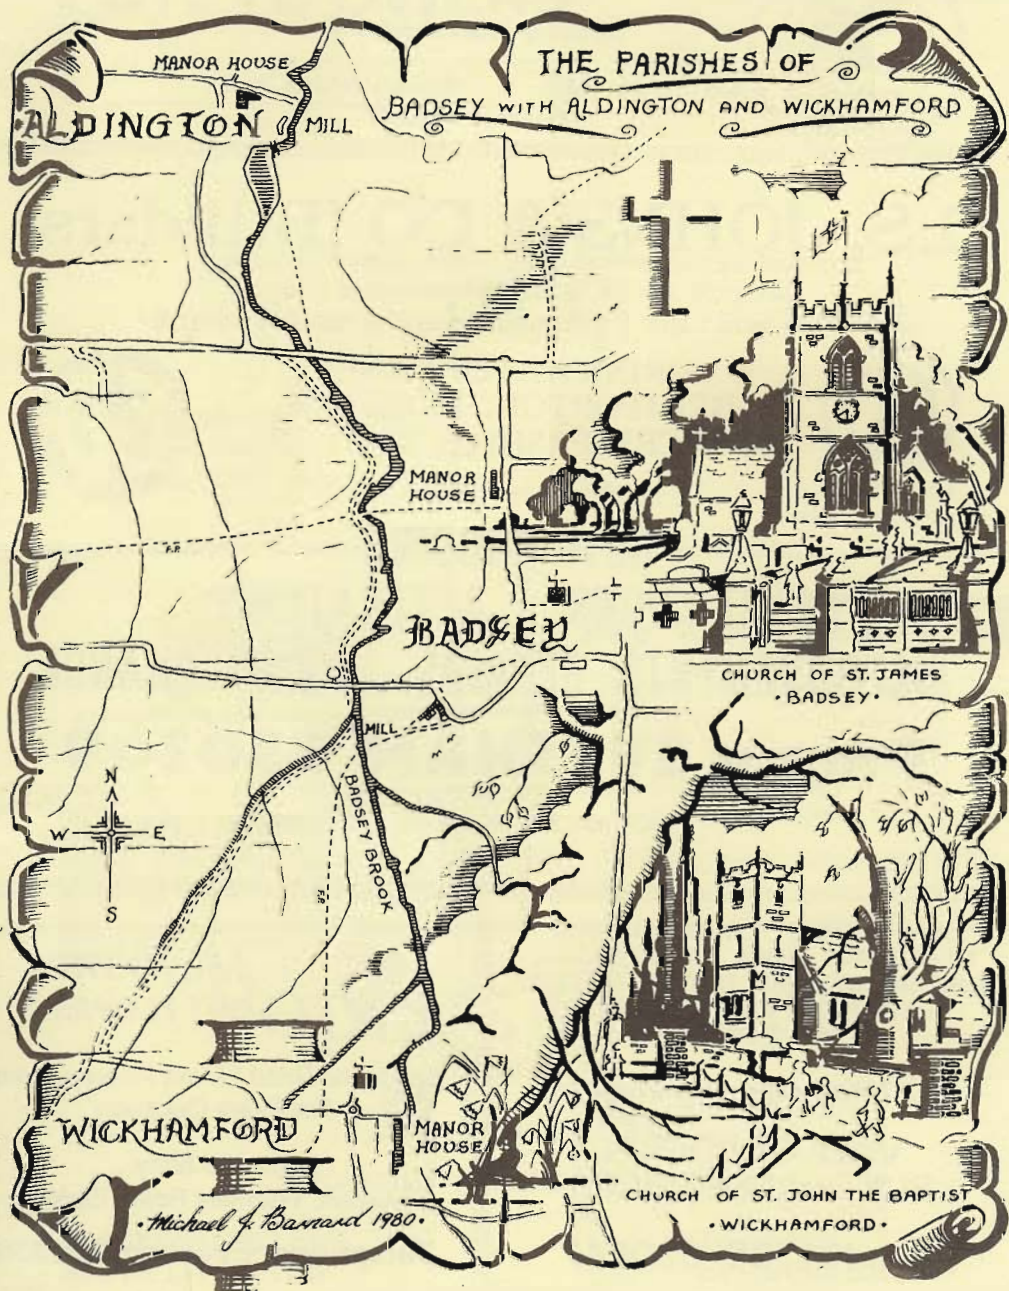 THE PARISHES OF
BADSEY WITH ALDINGTON AND WICKHAMFORD
MANOR HOUSE
ALDINGTON
MILL
MANOR
HOUSE
F.P.
BADSEY
CHURCH OF ST. JAMES
· BADSEY ·
MILL
BADSEY BROOK
N
W
E
S
F.P.
WICKHAMFORD
MANOR
HOUSE
CHURCH OF ST. JOHN THE BAPTIST
· WICKHAMFORD ·
· Michael J. Barnard 1980 ·